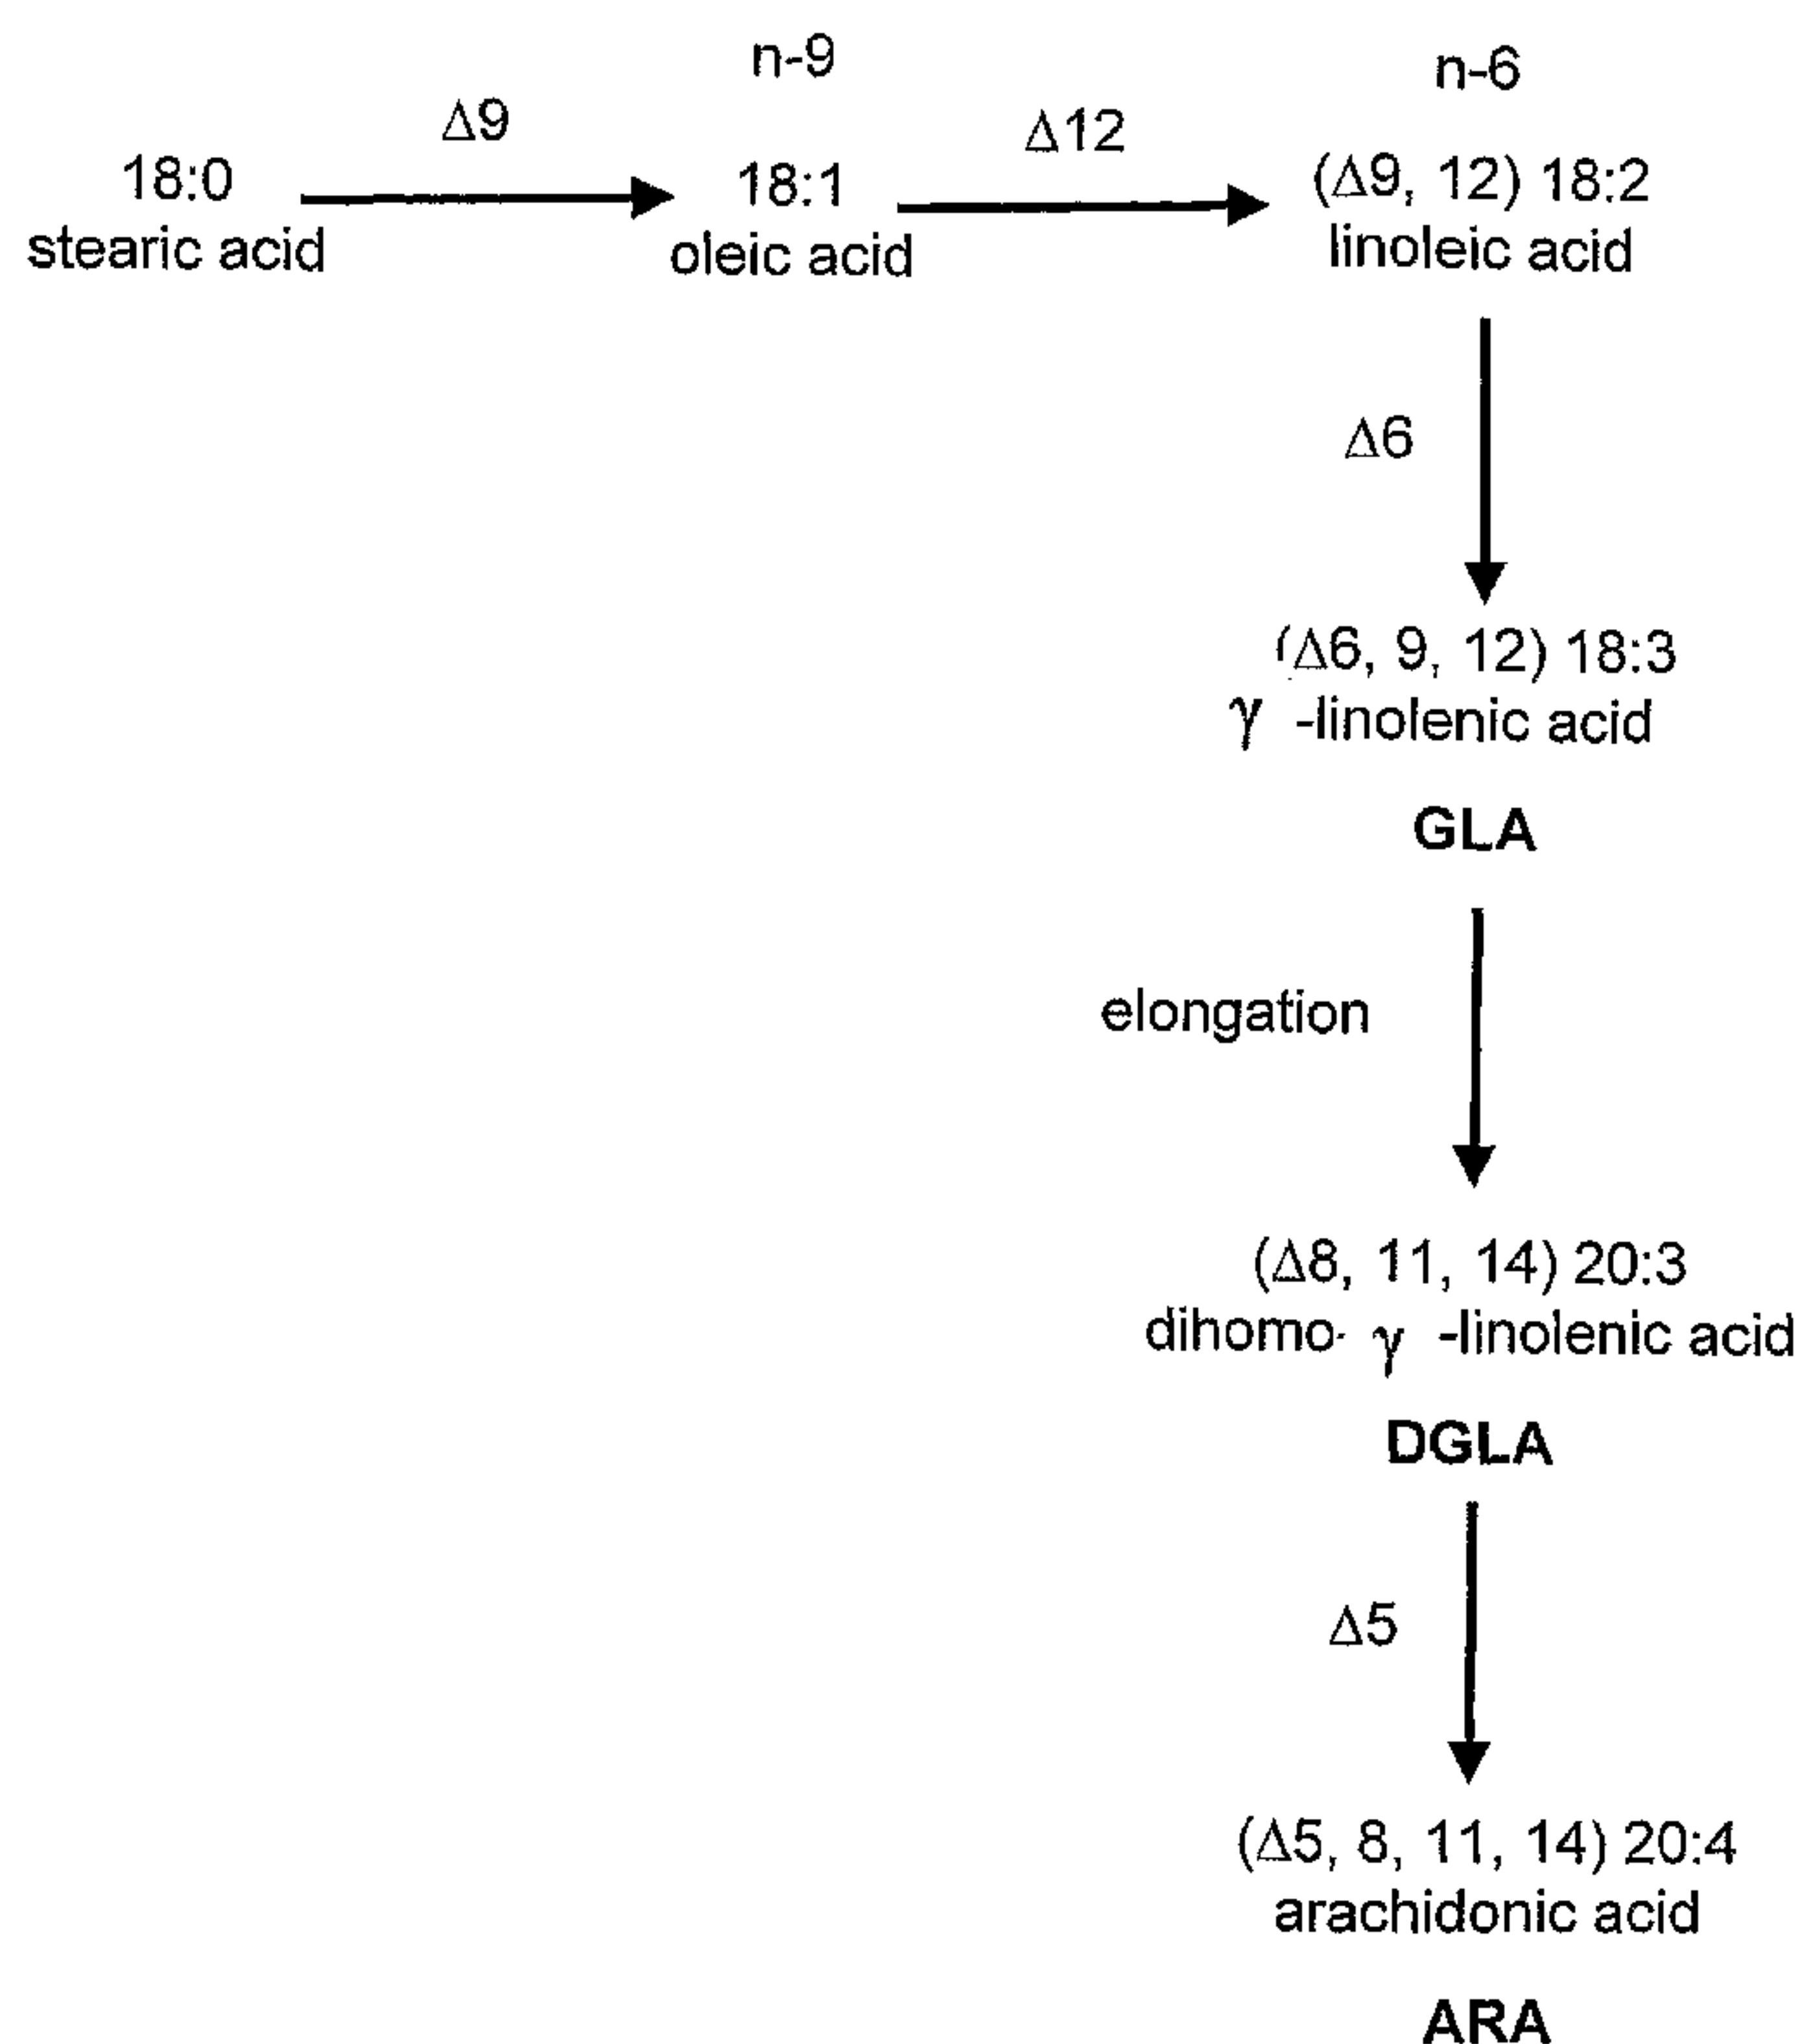 n-9
n-6
Δ9
Δ12
18:0
18:1
(Δ9, 12) 18:2
stearic acid
oleic acid
linoleic acid
Δ6
(Δ6, 9, 12) 18:3
γ -linolenic acid
GLA
elongation
(Δ8, 11, 14) 20:3
dihomo- γ -linolenic acid
DGLA
Δ5
(Δ5, 8, 11, 14) 20:4
arachidonic acid
ARA